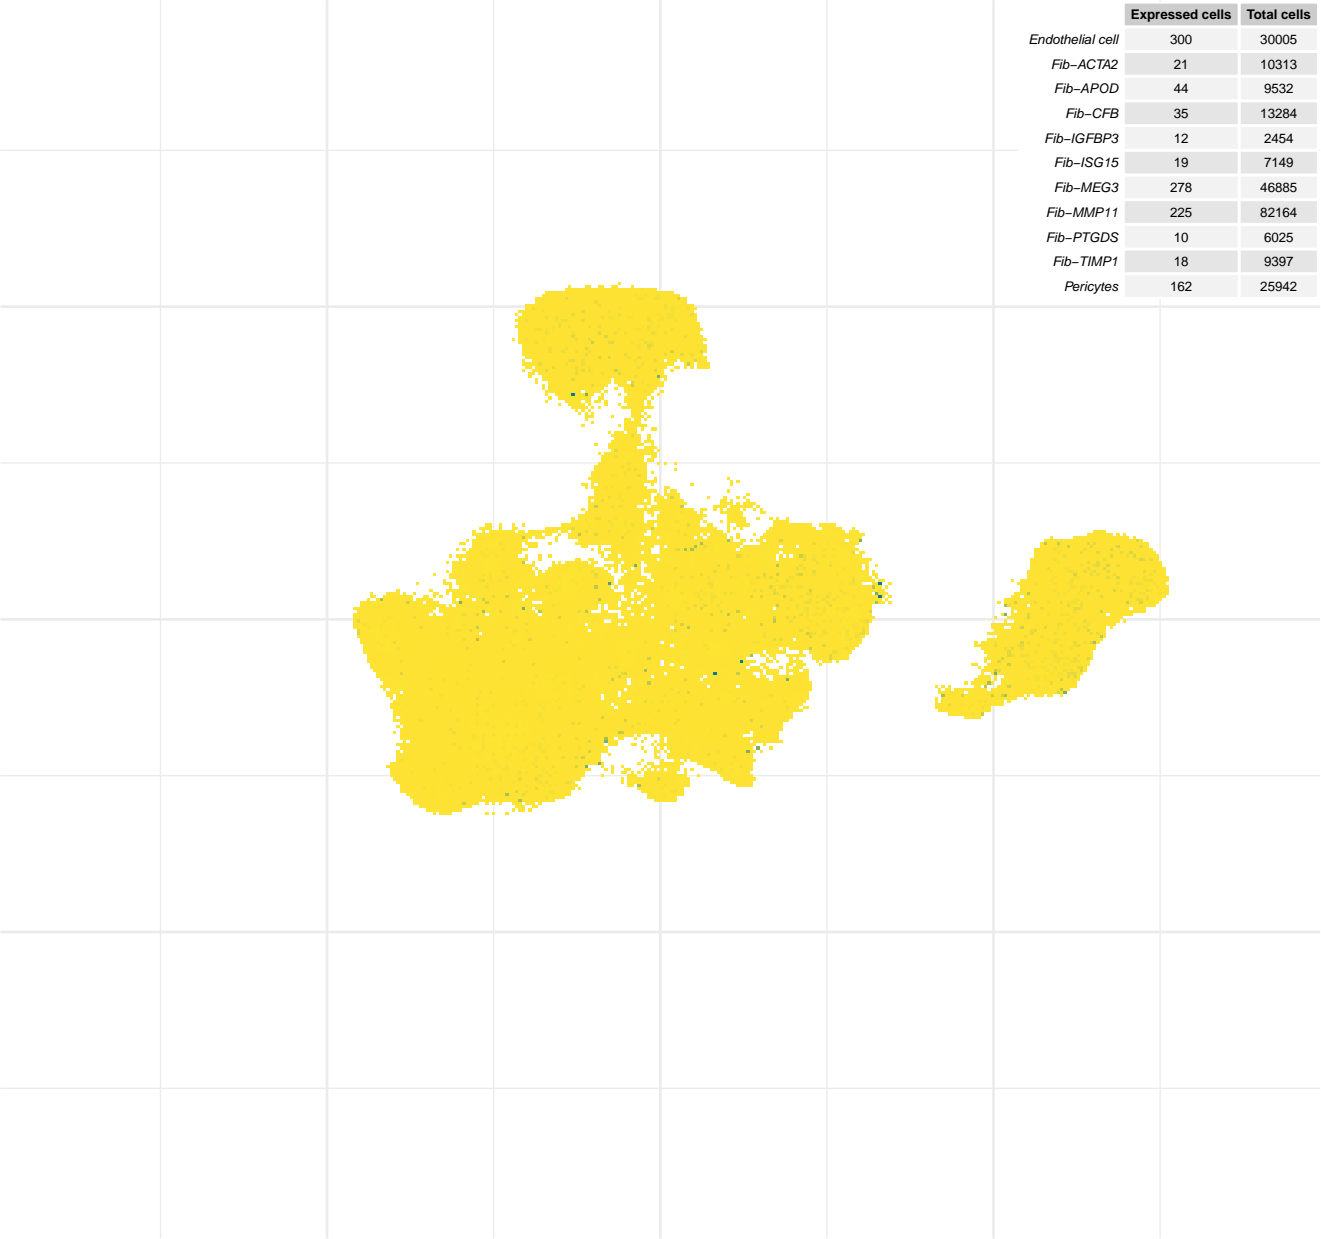 Expressed cells Total cells
Endothelial cell 300 30005
Fib−ACTA2 21 10313
Fib−APOD 44 9532
Fib−CFB 35 13284
Fib−IGFBP3 12 2454
Fib−ISG15 19 7149
Fib−MEG3 278 46885
Fib−MMP11 225 82164
Fib−PTGDS 10 6025
Fib−TIMP1 18 9397
Pericytes 162 25942